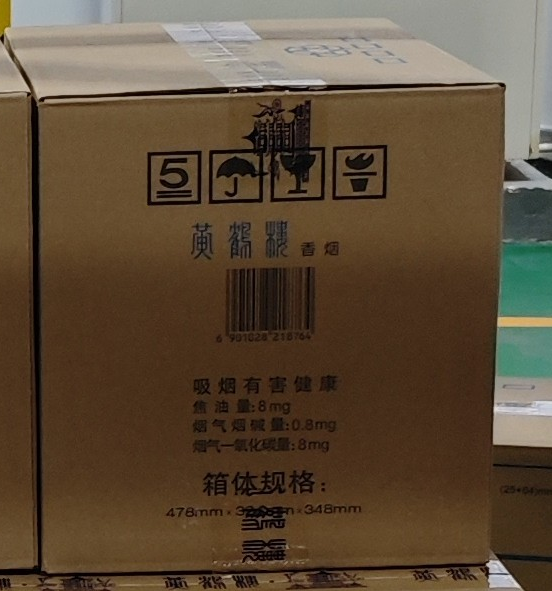 5
黄鹤楼 香烟
6 901028 218764
吸烟有害健康
焦油量:8mg
烟气烟碱量:0.8mg
烟气一氧化碳量:8mg
箱体规格:
478mm × mm × 348mm